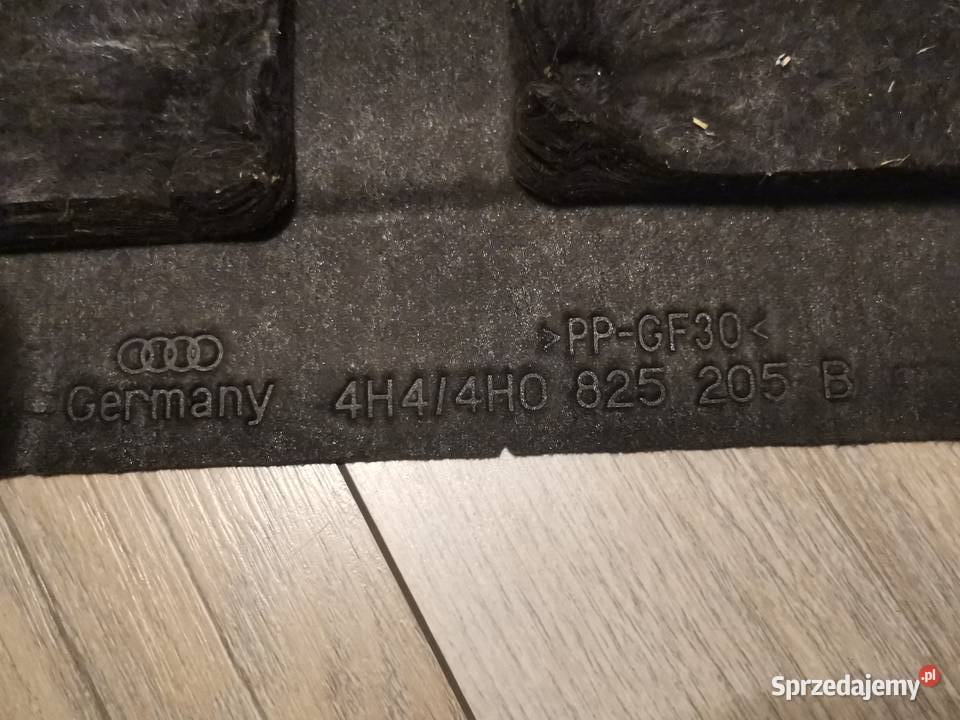 >PP-GF30<
Germany 4H4/4H0 825 205 B
Sprzedajemy.pl